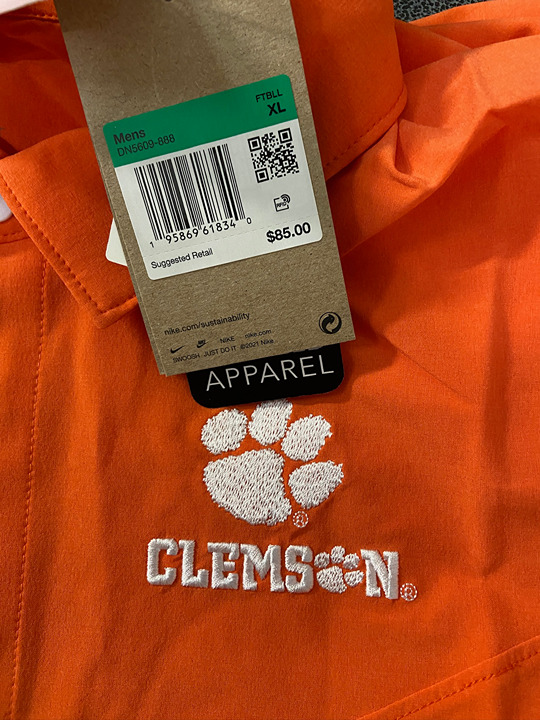 FTBLL
XL
Mens
DN5609-888
RFID
1 95869 61834 0
$85.00
Suggested Retail
nike.com/sustainability
NIKE nike.com
SWOOSH JUST DO IT ©2021 Nike.
APPAREL
®
CLEMSON®